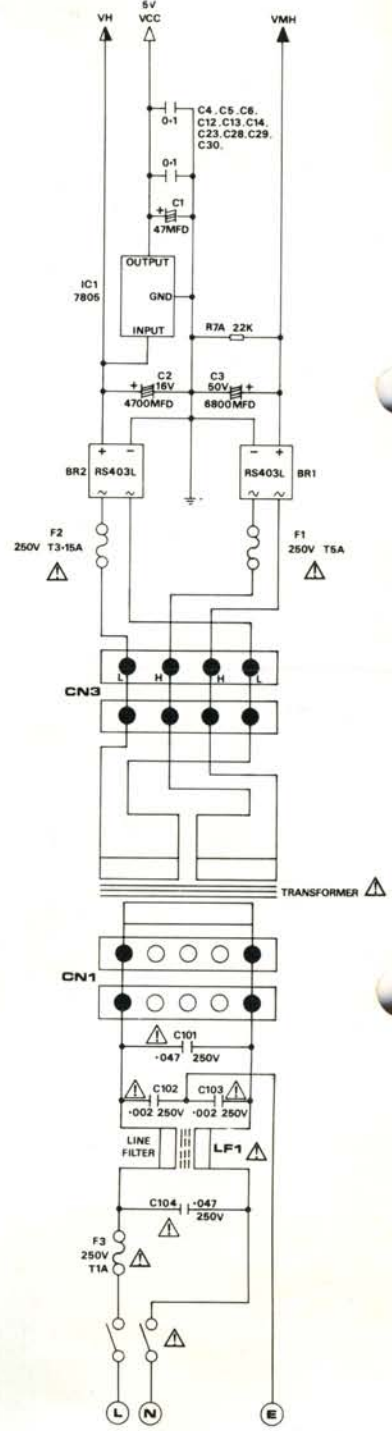 5V
VH VCC VMH
0·1
C4.C5.C6.
C12.C13.C14.
C23.C28.C29.
C30.
0·1
+ C1
47MFD
OUTPUT
IC1
7805
GND
INPUT
R7A 22K
+ C2
16V
4700MFD
C3
50V +
6800MFD
+ −
BR2 RS403L
~ ~
− +
RS403L BR1
~ ~
F2
250V T3·15A
F1
250V T5A
L H H L
CN3
TRANSFORMER
CN1
C101
·047 250V
C102 C103
·002 250V ·002 250V
LINE
FILTER
LF1
C104 ·047
250V
F3
250V
T1A
L N E